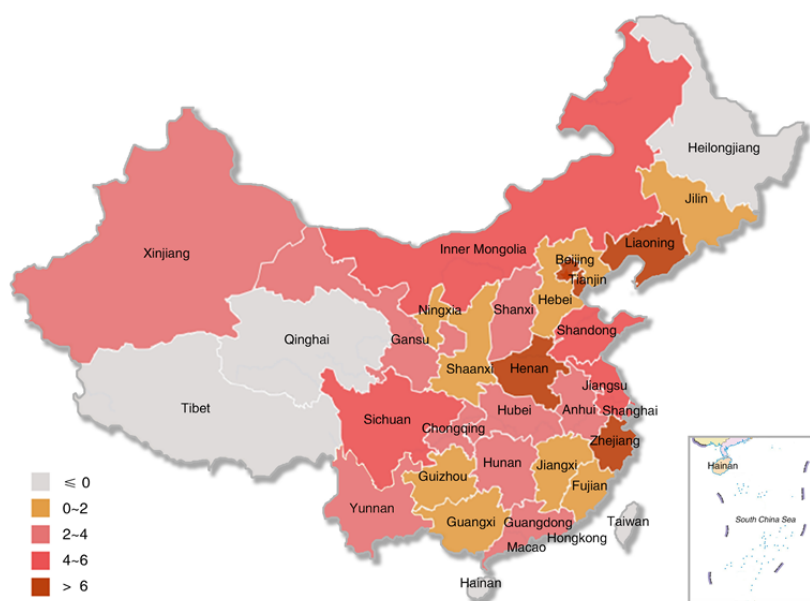 Heilongjiang
Jilin
Liaoning
Inner Mongolia
Xinjiang
Beijing
Tianjin
Hebei
Ningxia
Shanxi
Shandong
Gansu
Qinghai
Shaanxi
Henan
Jiangsu
Tibet
Sichuan
Hubei
Anhui
Shanghai
Chongqing
Zhejiang
Hunan
Jiangxi
Guizhou
Fujian
Yunnan
Guangxi
Guangdong
Taiwan
Hongkong
Macao
Hainan
Hainan
South China Sea
≤ 0
0~2
2~4
4~6
> 6